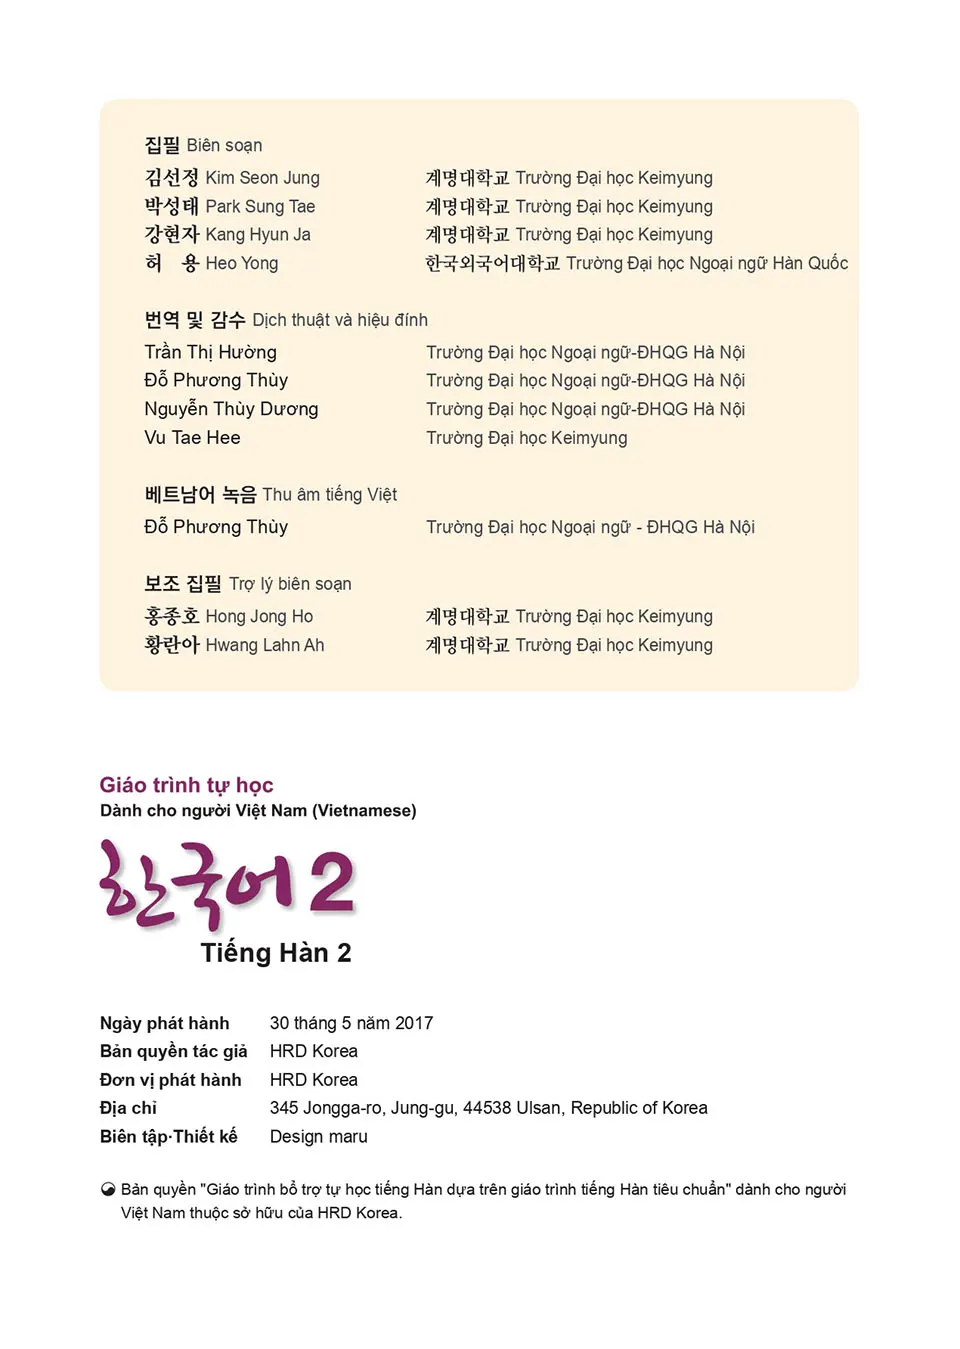 집필 Biên soạn
김선정 Kim Seon Jung 계명대학교 Trường Đại học Keimyung
박성태 Park Sung Tae 계명대학교 Trường Đại học Keimyung
강현자 Kang Hyun Ja 계명대학교 Trường Đại học Keimyung
허 용 Heo Yong 한국외국어대학교 Trường Đại học Ngoại ngữ Hàn Quốc
번역 및 감수 Dịch thuật và hiệu đính
Trần Thị Hường Trường Đại học Ngoại ngữ-ĐHQG Hà Nội
Đỗ Phương Thùy Trường Đại học Ngoại ngữ-ĐHQG Hà Nội
Nguyễn Thùy Dương Trường Đại học Ngoại ngữ-ĐHQG Hà Nội
Vu Tae Hee Trường Đại học Keimyung
베트남어 녹음 Thu âm tiếng Việt
Đỗ Phương Thùy Trường Đại học Ngoại ngữ - ĐHQG Hà Nội
보조 집필 Trợ lý biên soạn
홍종호 Hong Jong Ho 계명대학교 Trường Đại học Keimyung
황란아 Hwang Lahn Ah 계명대학교 Trường Đại học Keimyung
Giáo trình tự học
Dành cho người Việt Nam (Vietnamese)
한국어 2
Tiếng Hàn 2
Ngày phát hành 30 tháng 5 năm 2017
Bản quyền tác giả HRD Korea
Đơn vị phát hành HRD Korea
Địa chỉ 345 Jongga-ro, Jung-gu, 44538 Ulsan, Republic of Korea
Biên tập·Thiết kế Design maru
Bản quyền "Giáo trình bổ trợ tự học tiếng Hàn dựa trên giáo trình tiếng Hàn tiêu chuẩn" dành cho người
Việt Nam thuộc sở hữu của HRD Korea.